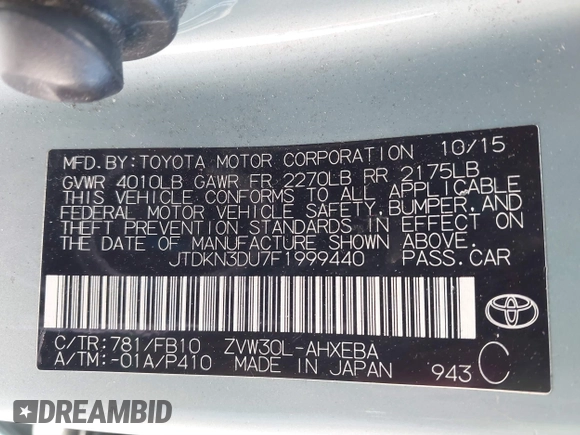 MFD. BY: TOYOTA MOTOR CORPORATION 10/15
GVWR 4010LB GAWR FR 2270LB RR 2175LB
THIS VEHICLE CONFORMS TO ALL APPLICABLE
FEDERAL MOTOR VEHICLE SAFETY, BUMPER, AND
THEFT PREVENTION STANDARDS IN EFFECT ON
THE DATE OF MANUFACTURE SHOWN ABOVE.
JTDKN3DU7F1999440 PASS. CAR
C/TR: 781/FB10 ZVW30L-AHXEBA
A/TM: -01A/P410 MADE IN JAPAN 943 C
DREAMBID